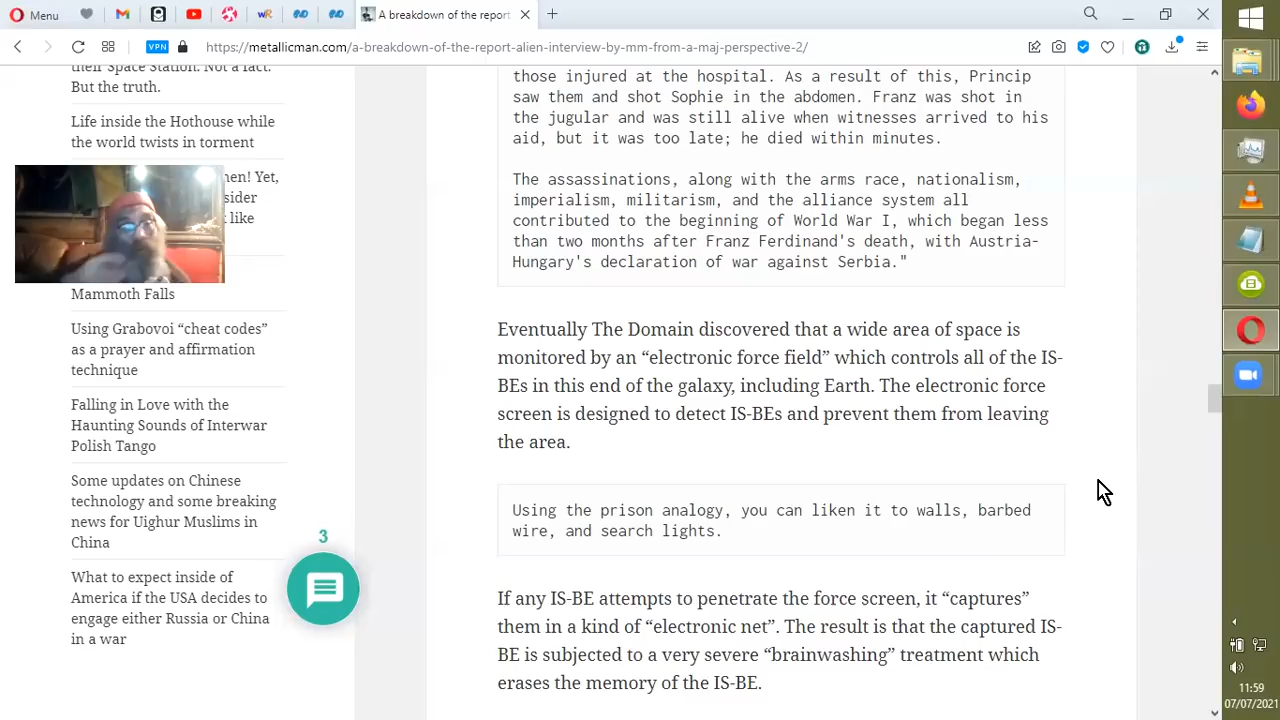 Menu
A breakdown of the report
VPN
https://metallicman.com/a-breakdown-of-the-report-alien-interview-by-mm-from-a-maj-perspective-2/
their Space Station. Not a fact.
But the truth.
Life inside the Hothouse while
the world twists in torment
men! Yet,
sider
like
Mammoth Falls
Using Grabovoi “cheat codes”
as a prayer and affirmation
technique
Falling in Love with the
Haunting Sounds of Interwar
Polish Tango
Some updates on Chinese
technology and some breaking
news for Uighur Muslims in
China
What to expect inside of
America if the USA decides to
engage either Russia or China
in a war
3
those injured at the hospital. As a result of this, Princip
saw them and shot Sophie in the abdomen. Franz was shot in
the jugular and was still alive when witnesses arrived to his
aid, but it was too late; he died within minutes.
The assassinations, along with the arms race, nationalism,
imperialism, militarism, and the alliance system all
contributed to the beginning of World War I, which began less
than two months after Franz Ferdinand's death, with Austria-
Hungary's declaration of war against Serbia."
Eventually The Domain discovered that a wide area of space is
monitored by an “electronic force field” which controls all of the IS-
BEs in this end of the galaxy, including Earth. The electronic force
screen is designed to detect IS-BEs and prevent them from leaving
the area.
Using the prison analogy, you can liken it to walls, barbed
wire, and search lights.
If any IS-BE attempts to penetrate the force screen, it “captures”
them in a kind of “electronic net”. The result is that the captured IS-
BE is subjected to a very severe “brainwashing” treatment which
erases the memory of the IS-BE.
11:59
07/07/2021